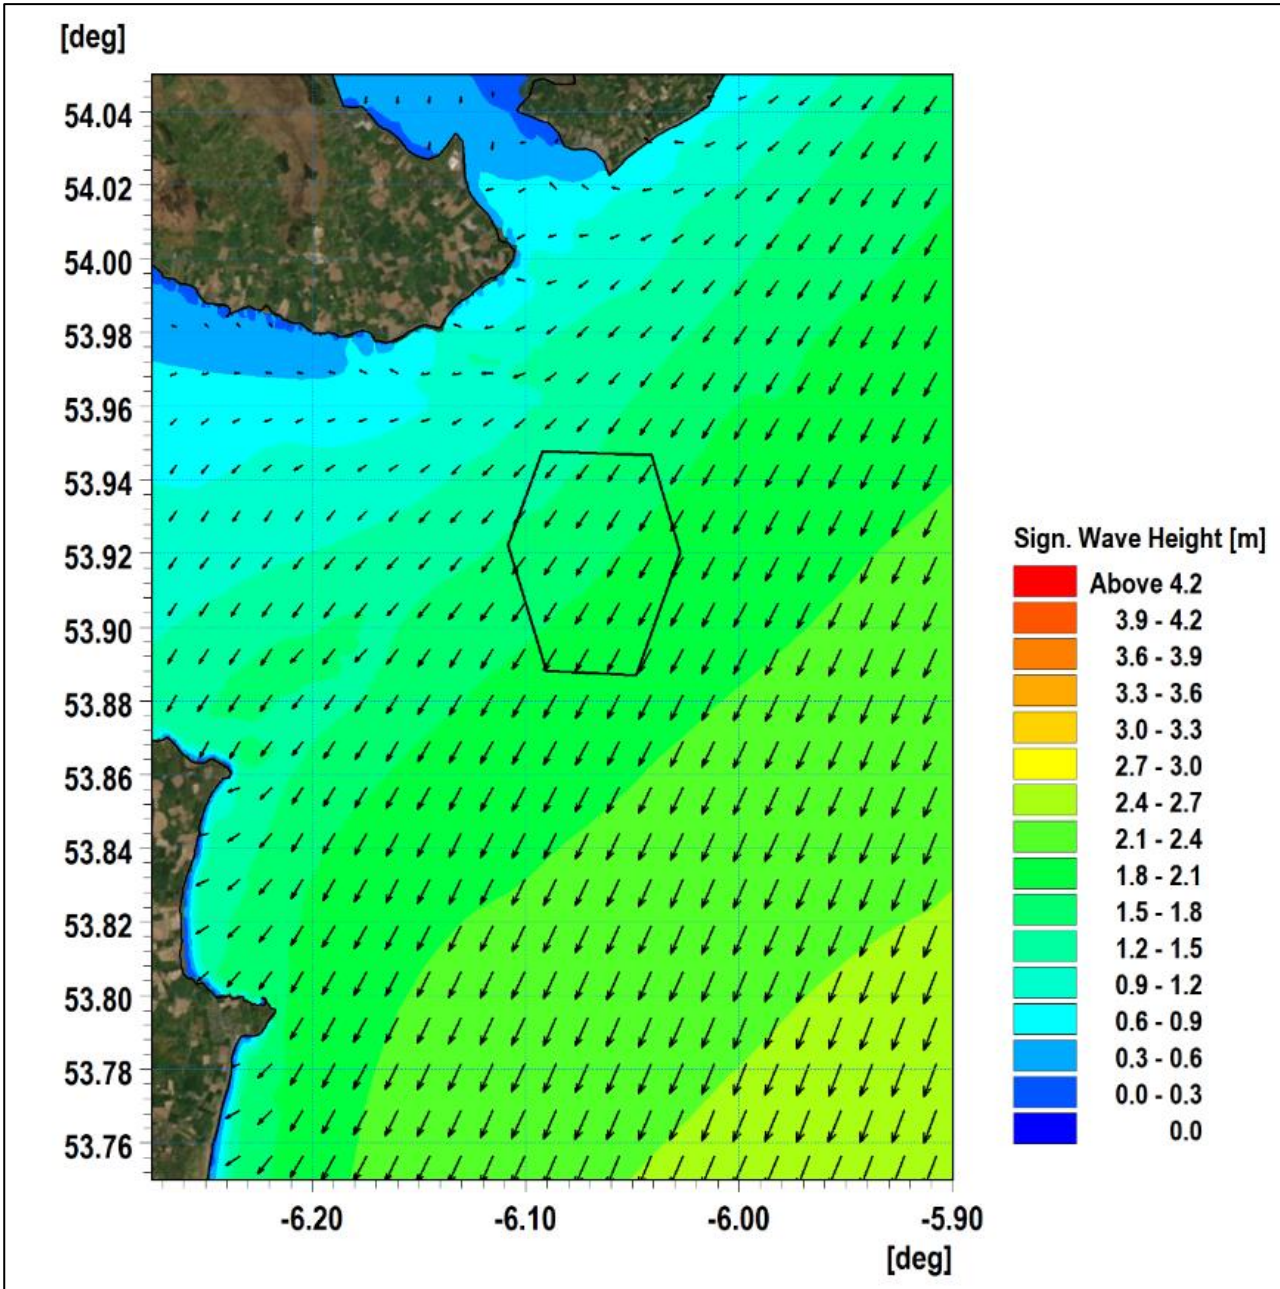 [deg]
54.04
54.02
54.00
53.98
53.96
53.94
53.92
53.90
53.88
53.86
53.84
53.82
53.80
53.78
53.76
-6.20
-6.10
-6.00
-5.90
[deg]
Sign. Wave Height [m]
Above 4.2
3.9 - 4.2
3.6 - 3.9
3.3 - 3.6
3.0 - 3.3
2.7 - 3.0
2.4 - 2.7
2.1 - 2.4
1.8 - 2.1
1.5 - 1.8
1.2 - 1.5
0.9 - 1.2
0.6 - 0.9
0.3 - 0.6
0.0 - 0.3
0.0